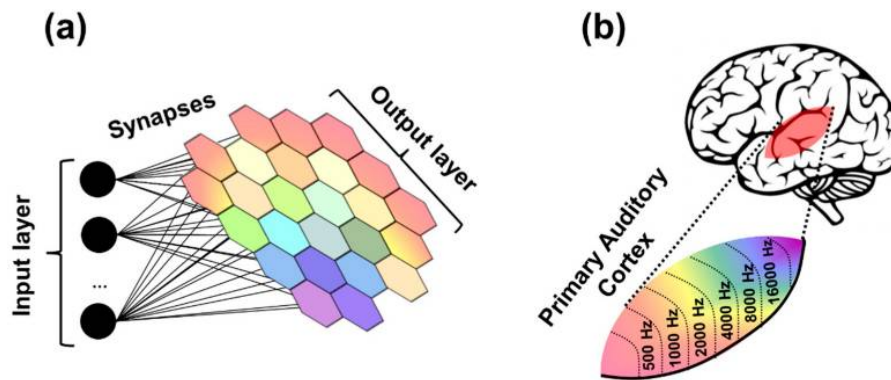 (a)
Synapses
Output layer
Input layer
...
(b)
Primary Auditory
Cortex
500 Hz
1000 Hz
2000 Hz
4000 Hz
8000 Hz
16000 Hz